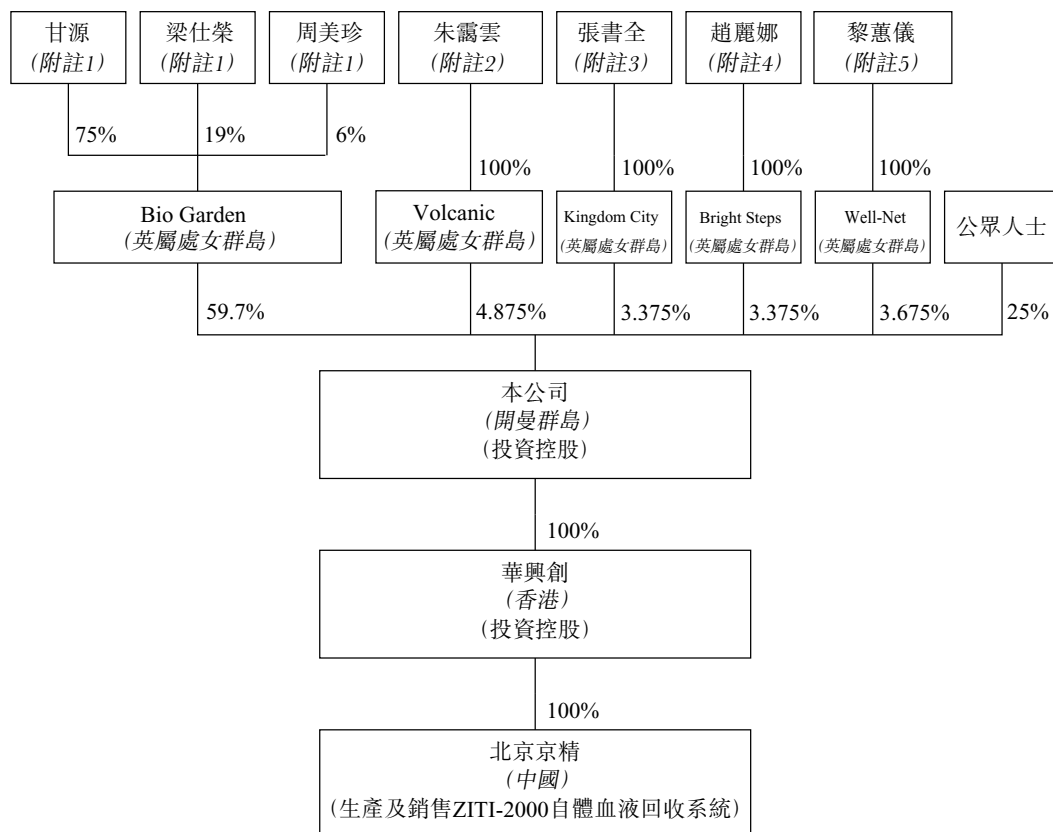 甘源
(附註1)
梁仕榮
(附註1)
周美珍
(附註1)
朱靄雲
(附註2)
張書全
(附註3)
趙麗娜
(附註4)
黎蕙儀
(附註5)
75%
19%
6%
100%
100%
100%
100%
Bio Garden
(英屬處女群島)
Volcanic
(英屬處女群島)
Kingdom City
(英屬處女群島)
Bright Steps
(英屬處女群島)
Well-Net
(英屬處女群島)
公眾人士
59.7%
4.875%
3.375%
3.375%
3.675%
25%
本公司
(開曼群島)
(投資控股)
100%
華興創
(香港)
(投資控股)
100%
北京京精
(中國)
(生產及銷售ZITI-2000自體血液回收系統)